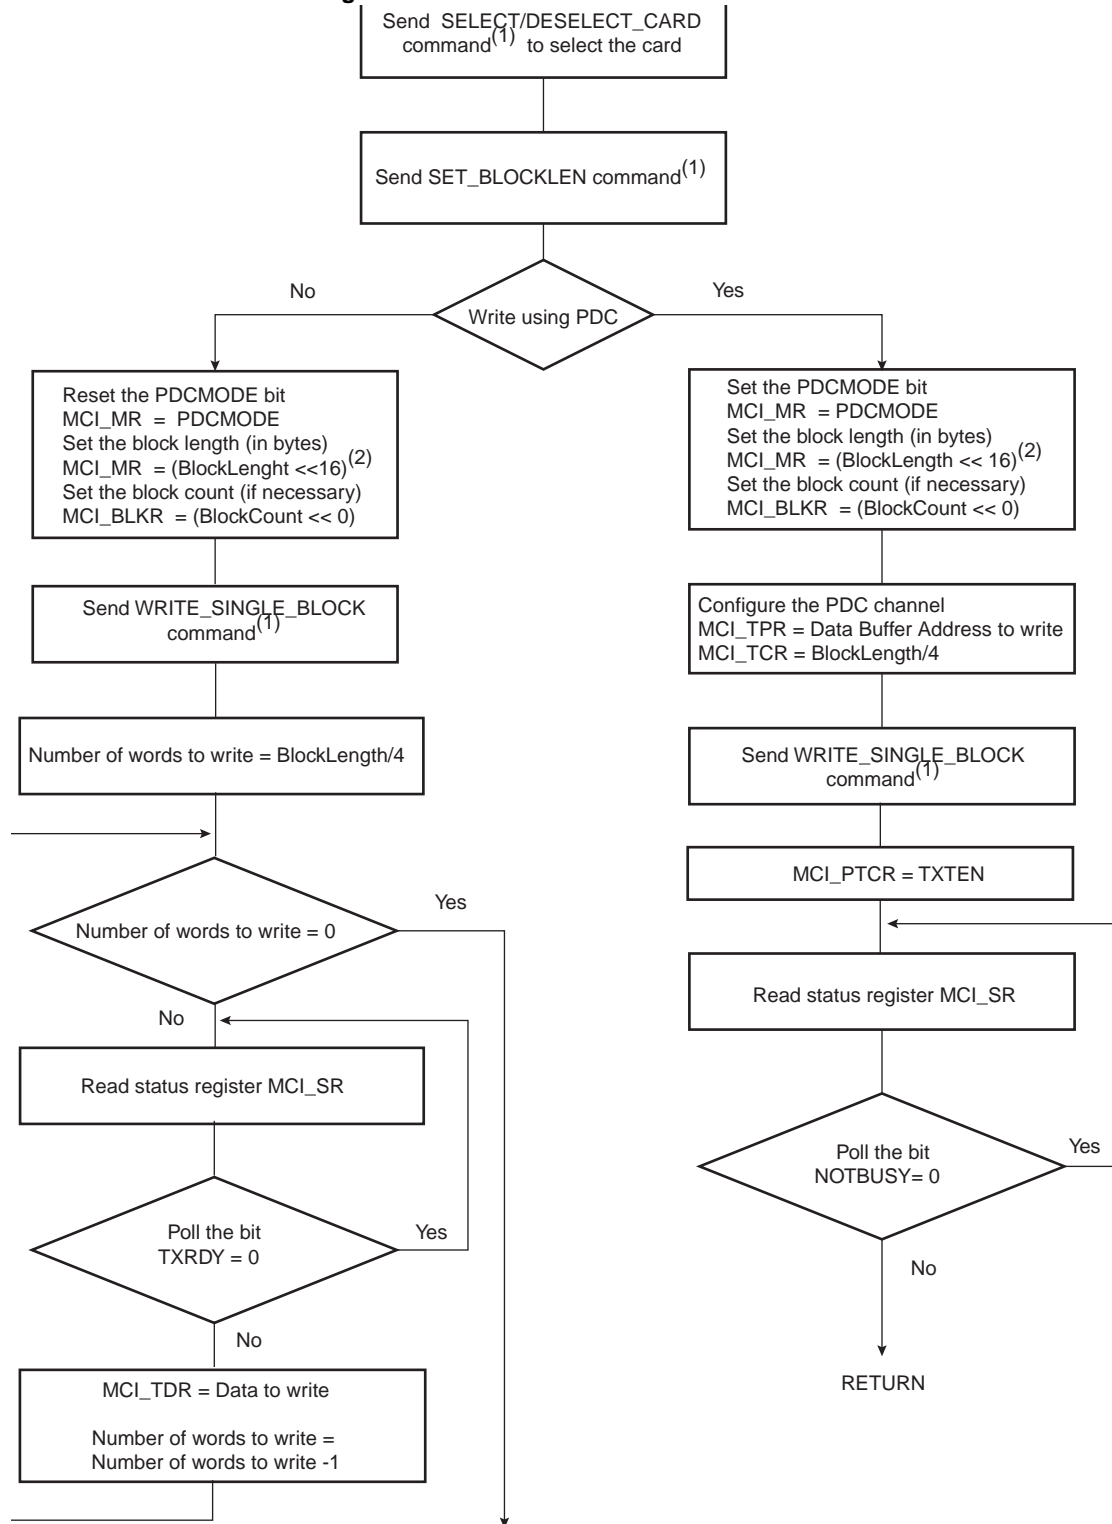 Send SELECT/DESELECT_CARD
command(1) to select the card
Send SET_BLOCKLEN command(1)
No
Yes
Write using PDC
Reset the PDCMODE bit
MCI_MR = PDCMODE
Set the block length (in bytes)
MCI_MR = (BlockLenght <<16)(2)
Set the block count (if necessary)
MCI_BLKR = (BlockCount << 0)
Set the PDCMODE bit
MCI_MR = PDCMODE
Set the block length (in bytes)
MCI_MR = (BlockLength << 16)(2)
Set the block count (if necessary)
MCI_BLKR = (BlockCount << 0)
Send WRITE_SINGLE_BLOCK
command(1)
Configure the PDC channel
MCI_TPR = Data Buffer Address to write
MCI_TCR = BlockLength/4
Number of words to write = BlockLength/4
Send WRITE_SINGLE_BLOCK
command(1)
MCI_PTCR = TXTEN
Number of words to write = 0
Yes
No
Read status register MCI_SR
Read status register MCI_SR
Poll the bit
TXRDY = 0
Yes
Poll the bit
NOTBUSY= 0
Yes
No
No
MCI_TDR = Data to write
Number of words to write =
Number of words to write -1
RETURN